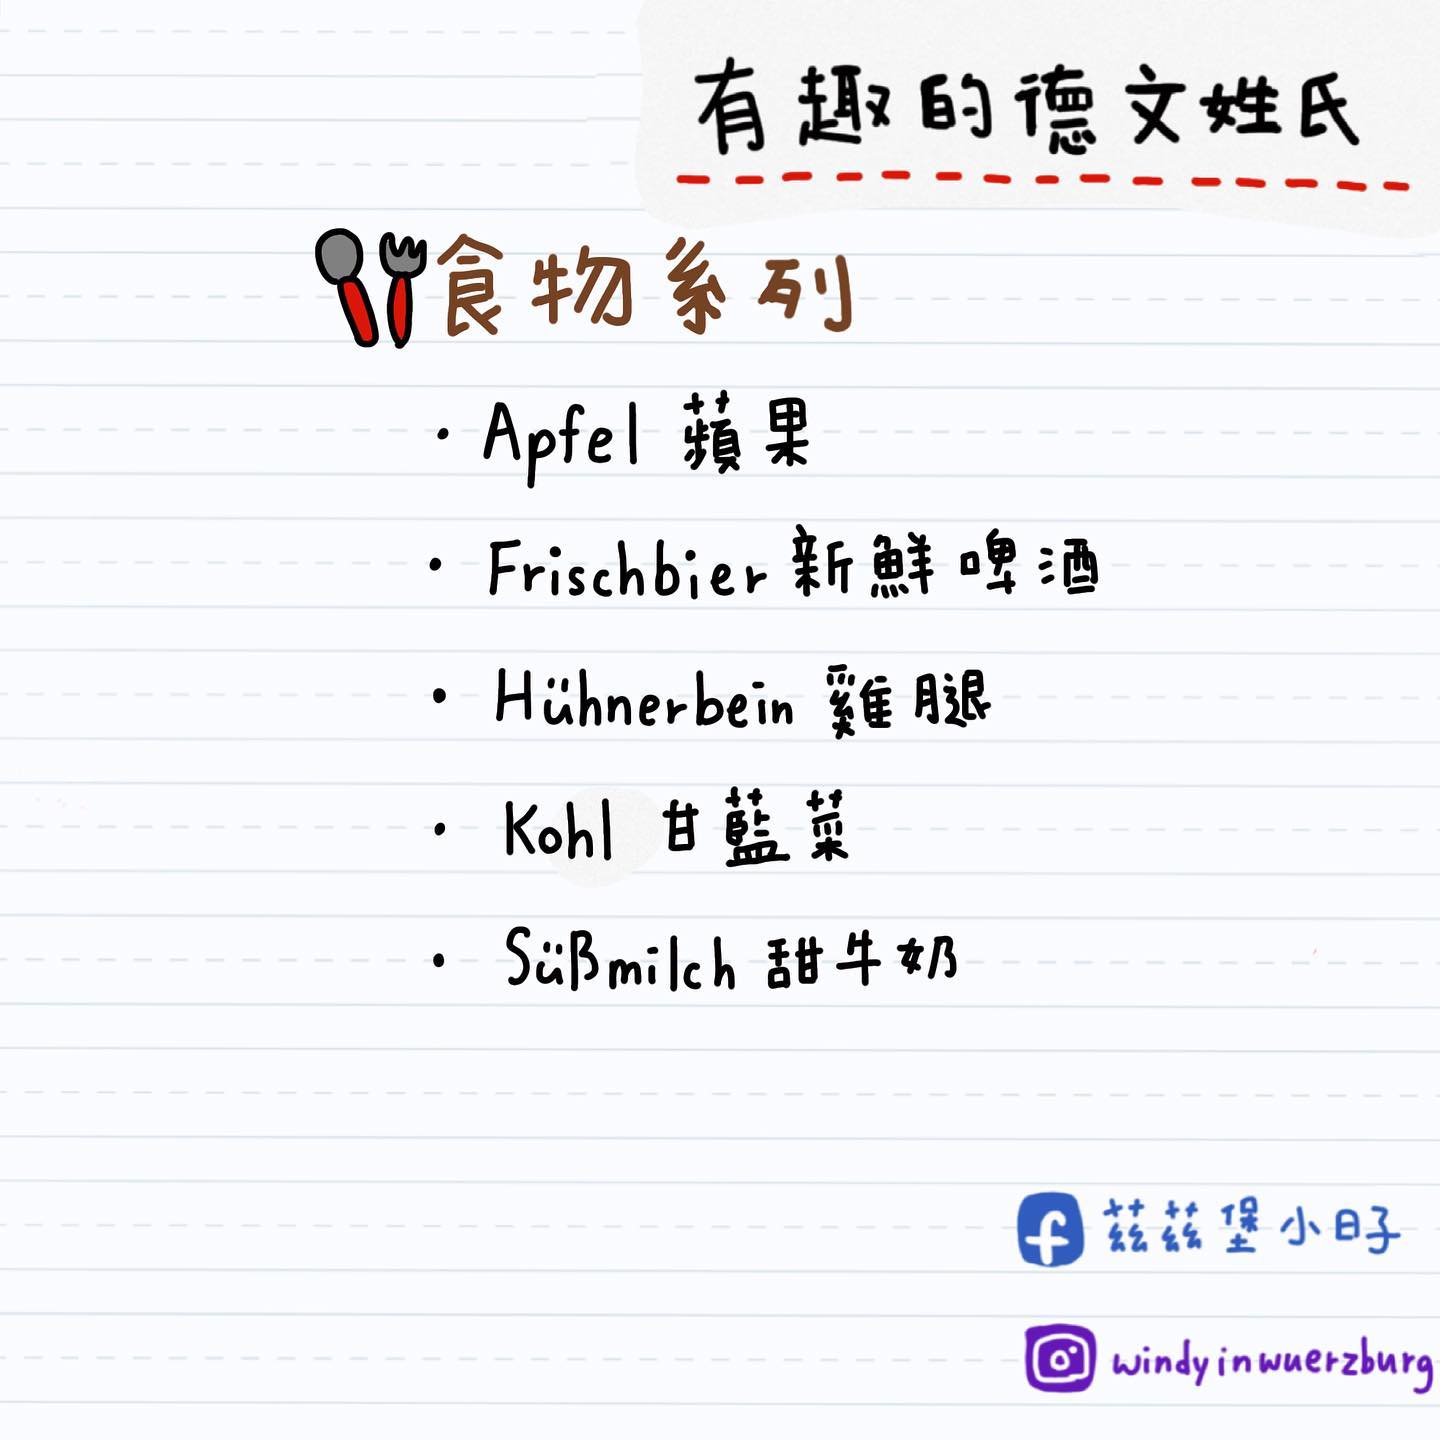 有趣的德文姓氏
食物系列
· Apfel 蘋果
· Frischbier 新鮮啤酒
· Hühnerbein 雞腿
· Kohl 甘藍菜
· Süßmilch 甜牛奶
茲茲堡小日子
windyinwuerzburg